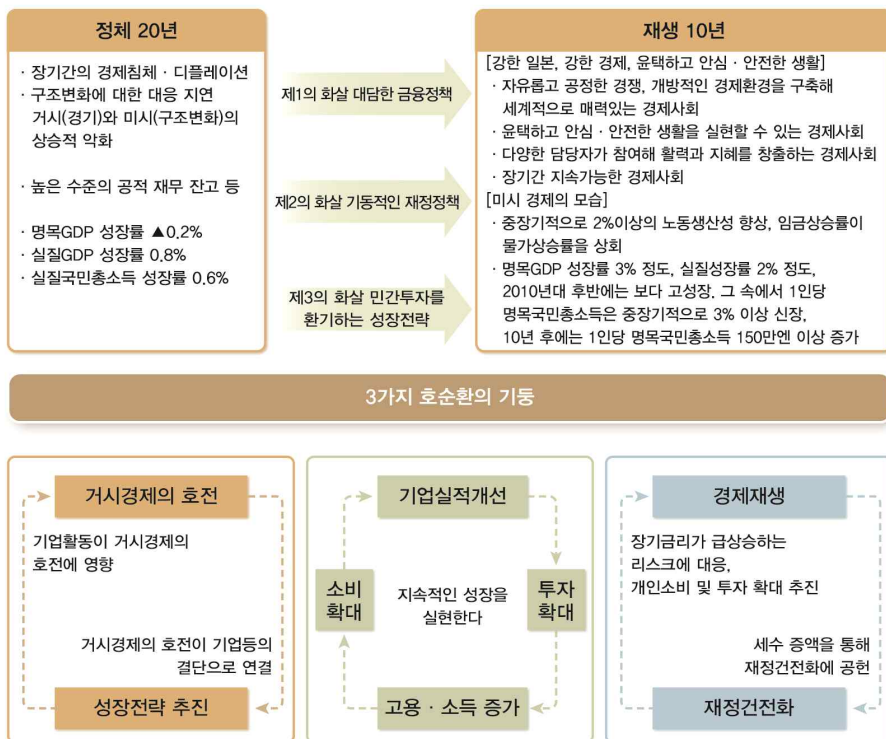 정체 20년
· 장기간의 경제침체 · 디플레이션
· 구조변화에 대한 대응 지연
거시(경기)와 미시(구조변화)의
상승적 악화
· 높은 수준의 공적 재무 잔고 등
· 명목GDP 성장률 ▲0.2%
· 실질GDP 성장률 0.8%
· 실질국민총소득 성장률 0.6%
제1의 화살 대담한 금융정책
제2의 화살 기동적인 재정정책
제3의 화살 민간투자를
환기하는 성장전략
재생 10년
[강한 일본, 강한 경제, 윤택하고 안심 · 안전한 생활]
· 자유롭고 공정한 경쟁, 개방적인 경제환경을 구축해
세계적으로 매력있는 경제사회
· 윤택하고 안심 · 안전한 생활을 실현할 수 있는 경제사회
· 다양한 담당자가 참여해 활력과 지혜를 창출하는 경제사회
· 장기간 지속가능한 경제사회
[미시 경제의 모습]
· 중장기적으로 2%이상의 노동생산성 향상, 임금상승률이
물가상승률을 상회
· 명목GDP 성장률 3% 정도, 실질성장률 2% 정도,
2010년대 후반에는 보다 고성장. 그 속에서 1인당
명목국민총소득은 중장기적으로 3% 이상 신장,
10년 후에는 1인당 명목국민총소득 150만엔 이상 증가
3가지 호순환의 기둥
거시경제의 호전
기업활동이 거시경제의
호전에 영향
거시경제의 호전이 기업등의
결단으로 연결
성장전략 추진
기업실적개선
소비
확대
지속적인 성장을
실현한다
투자
확대
고용 · 소득 증가
경제재생
장기금리가 급상승하는
리스크에 대응,
개인소비 및 투자 확대 추진
세수 증액을 통해
재정건전화에 공헌
재정건전화